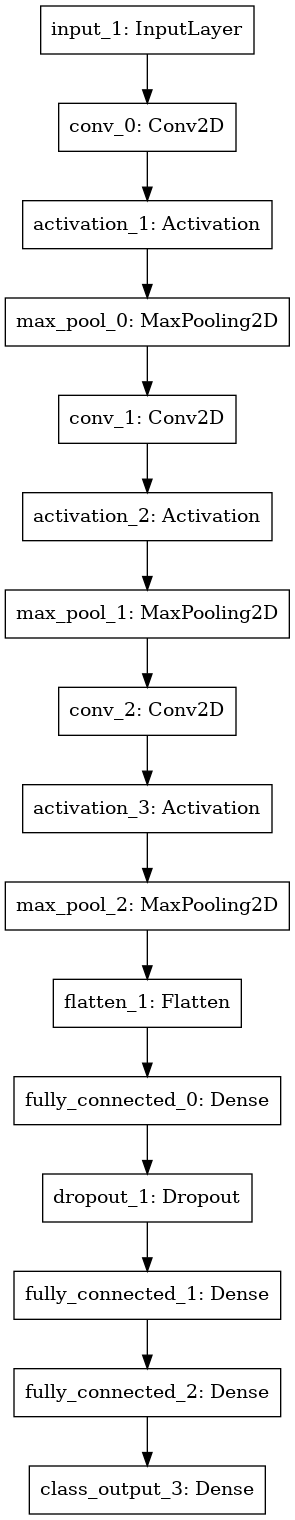 input_1: InputLayer
conv_0: Conv2D
activation_1: Activation
max_pool_0: MaxPooling2D
conv_1: Conv2D
activation_2: Activation
max_pool_1: MaxPooling2D
conv_2: Conv2D
activation_3: Activation
max_pool_2: MaxPooling2D
flatten_1: Flatten
fully_connected_0: Dense
dropout_1: Dropout
fully_connected_1: Dense
fully_connected_2: Dense
class_output_3: Dense